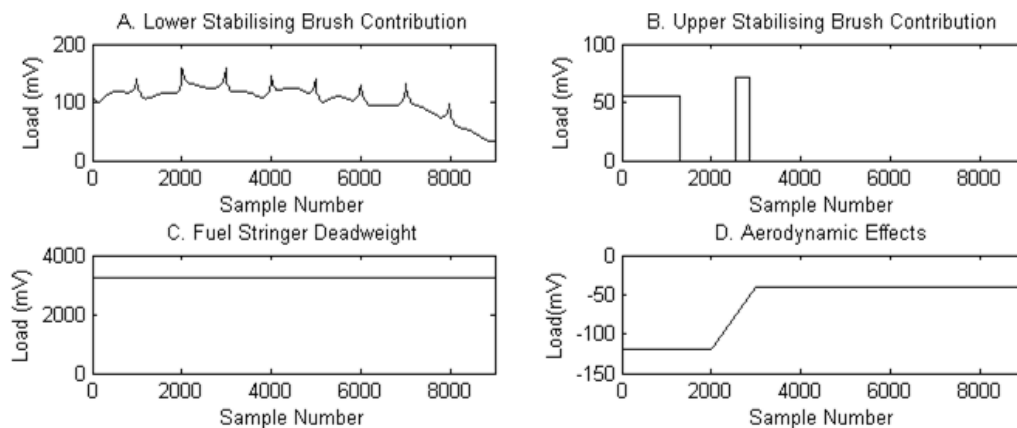 A. Lower Stabilising Brush Contribution
Load (mV)
200
100
0
0 2000 4000 6000 8000
Sample Number
B. Upper Stabilising Brush Contribution
Load (mV)
100
50
0
0 2000 4000 6000 8000
Sample Number
C. Fuel Stringer Deadweight
Load (mV)
4000
2000
0
0 2000 4000 6000 8000
Sample Number
D. Aerodynamic Effects
Load(mV)
0
-50
-100
-150
0 2000 4000 6000 8000
Sample Number